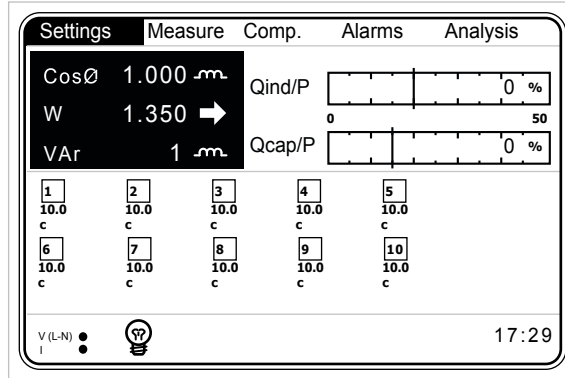 Settings Measure Comp. Alarms Analysis
CosØ 1.000
W 1.350
VAr 1
Qind/P 0 %
0 50
Qcap/P 0 %
1 2 3 4 5
10.0 10.0 10.0 10.0 10.0
c c c c c
6 7 8 9 10
10.0 10.0 10.0 10.0 10.0
c c c c c
V (L-N)
I
17:29